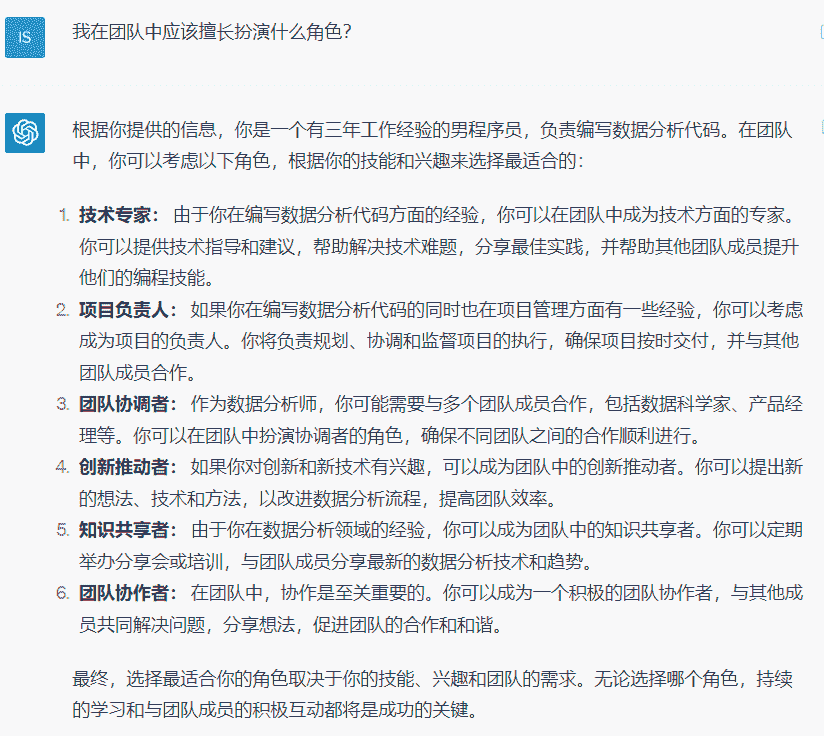 IS
我在团队中应该擅长扮演什么角色？
根据你提供的信息，你是一个有三年工作经验的男程序员，负责编写数据分析代码。在团队
中，你可以考虑以下角色，根据你的技能和兴趣来选择最适合的：
1. 技术专家： 由于你在编写数据分析代码方面的经验，你可以在团队中成为技术方面的专家。
你可以提供技术指导和建议，帮助解决技术难题，分享最佳实践，并帮助其他团队成员提升
他们的编程技能。
2. 项目负责人： 如果你在编写数据分析代码的同时也在项目管理方面有一些经验，你可以考虑
成为项目的负责人。你将负责规划、协调和监督项目的执行，确保项目按时交付，并与其他
团队成员合作。
3. 团队协调者： 作为数据分析师，你可能需要与多个团队成员合作，包括数据科学家、产品经
理等。你可以在团队中扮演协调者的角色，确保不同团队之间的合作顺利进行。
4. 创新推动者： 如果你对创新和新技术有兴趣，可以成为团队中的创新推动者。你可以提出新
的想法、技术和方法，以改进数据分析流程，提高团队效率。
5. 知识共享者： 由于你在数据分析领域的经验，你可以成为团队中的知识共享者。你可以定期
举办分享会或培训，与团队成员分享最新的数据分析技术和趋势。
6. 团队协作者： 在团队中，协作是至关重要的。你可以成为一个积极的团队协作者，与其他成
员共同解决问题，分享想法，促进团队的合作和和谐。
最终，选择最适合你的角色取决于你的技能、兴趣和团队的需求。无论选择哪个角色，持续
的学习和与团队成员的积极互动都将是成功的关键。